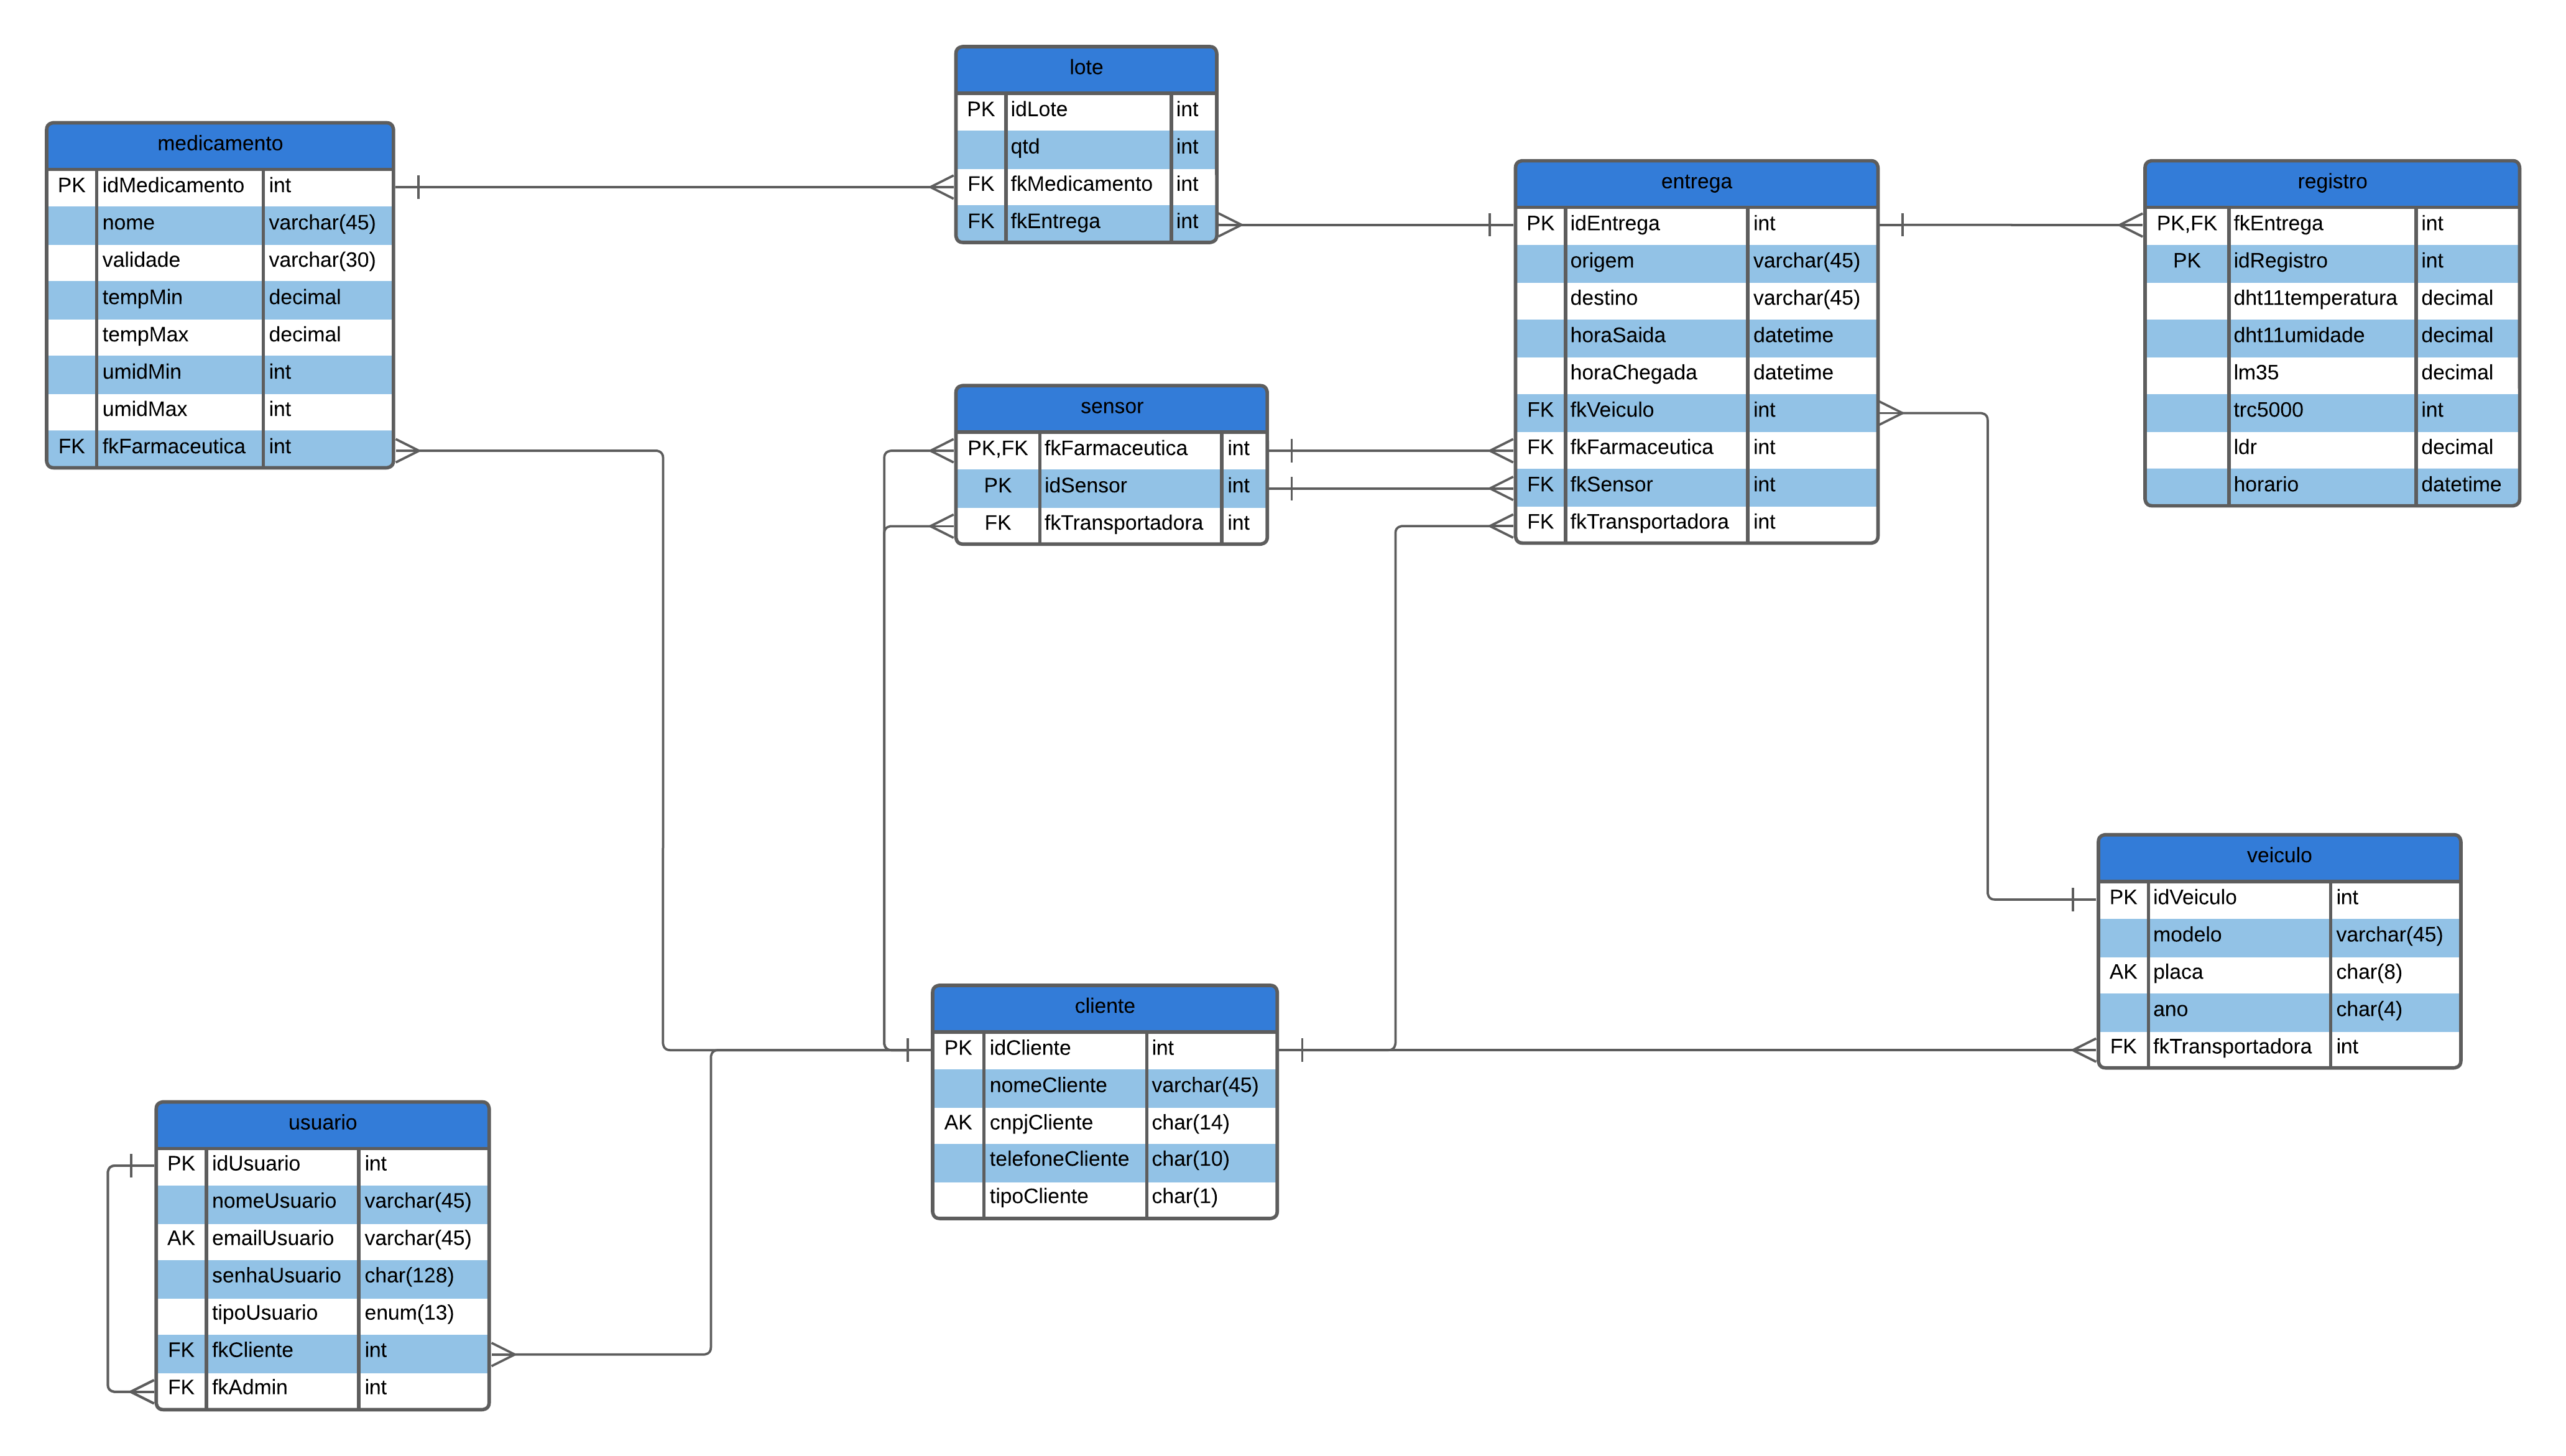 medicamento
PK idMedicamento int
nome varchar(45)
validade varchar(30)
tempMin decimal
tempMax decimal
umidMin int
umidMax int
FK fkFarmaceutica int
lote
PK idLote int
qtd int
FK fkMedicamento int
FK fkEntrega int
sensor
PK,FK fkFarmaceutica int
PK idSensor int
FK fkTransportadora int
entrega
PK idEntrega int
origem varchar(45)
destino varchar(45)
horaSaida datetime
horaChegada datetime
FK fkVeiculo int
FK fkFarmaceutica int
FK fkSensor int
FK fkTransportadora int
registro
PK,FK fkEntrega int
PK idRegistro int
dht11temperatura decimal
dht11umidade decimal
lm35 decimal
trc5000 int
ldr decimal
horario datetime
veiculo
PK idVeiculo int
modelo varchar(45)
AK placa char(8)
ano char(4)
FK fkTransportadora int
cliente
PK idCliente int
nomeCliente varchar(45)
AK cnpjCliente char(14)
telefoneCliente char(10)
tipoCliente char(1)
usuario
PK idUsuario int
nomeUsuario varchar(45)
AK emailUsuario varchar(45)
senhaUsuario char(128)
tipoUsuario enum(13)
FK fkCliente int
FK fkAdmin int